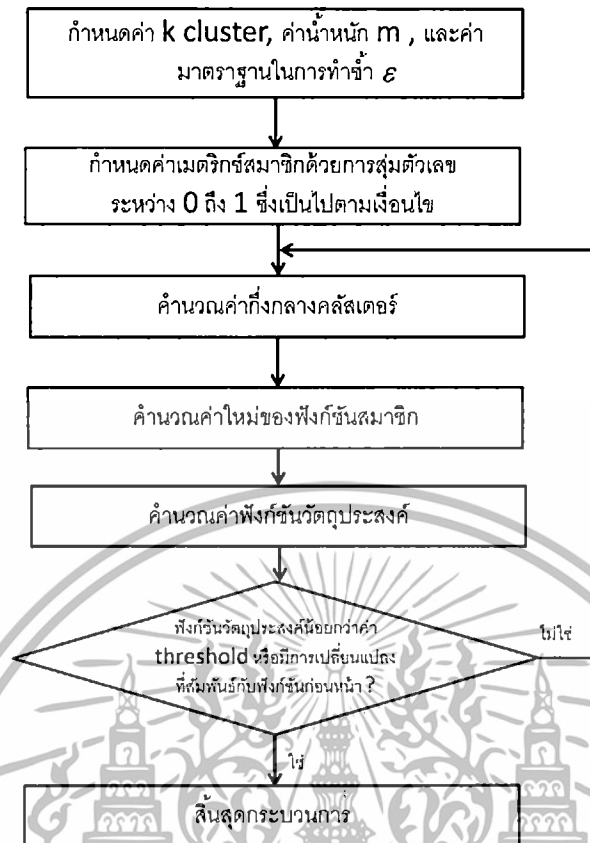 กำหนดค่า k cluster, ค่าน้ำหนัก m , และค่า
มาตราฐานในการทำซ้ำ ε
กำหนดค่าเมตริกซ์สมาชิกด้วยการสุ่มตัวเลข
ระหว่าง 0 ถึง 1 ซึ่งเป็นไปตามเงื่อนไข
คำนวณค่ากึ่งกลางคลัสเตอร์
คำนวณค่าใหม่ของฟังก์ชันสมาชิก
คำนวณค่าฟังก์ชันวัตถุประสงค์
ฟังก์ชันวัตถุประสงค์น้อยกว่าค่า
threshold หรือมีการเปลี่ยนแปลง
ที่สัมพันธ์กับฟังก์ชันก่อนหน้า ?
ไม่ใช่
ใช่
สิ้นสุดกระบวนการ